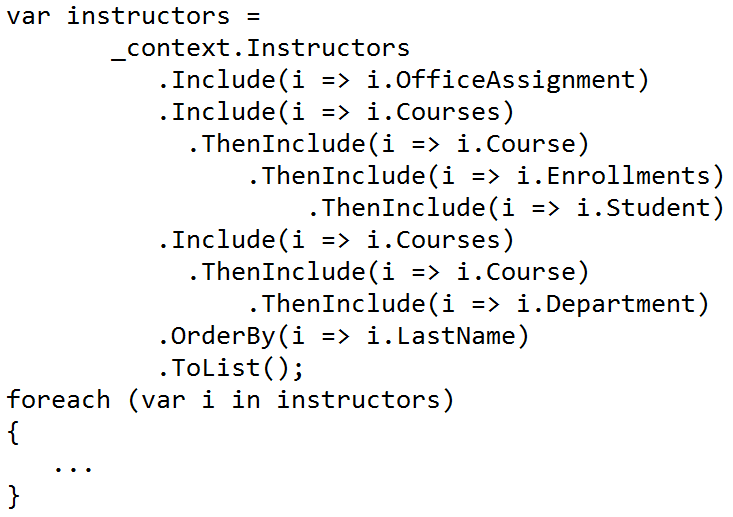 var instructors =
_context.Instructors
.Include(i => i.OfficeAssignment)
.Include(i => i.Courses)
.ThenInclude(i => i.Course)
.ThenInclude(i => i.Enrollments)
.ThenInclude(i => i.Student)
.Include(i => i.Courses)
.ThenInclude(i => i.Course)
.ThenInclude(i => i.Department)
.OrderBy(i => i.LastName)
.ToList();
foreach (var i in instructors)
{
...
}